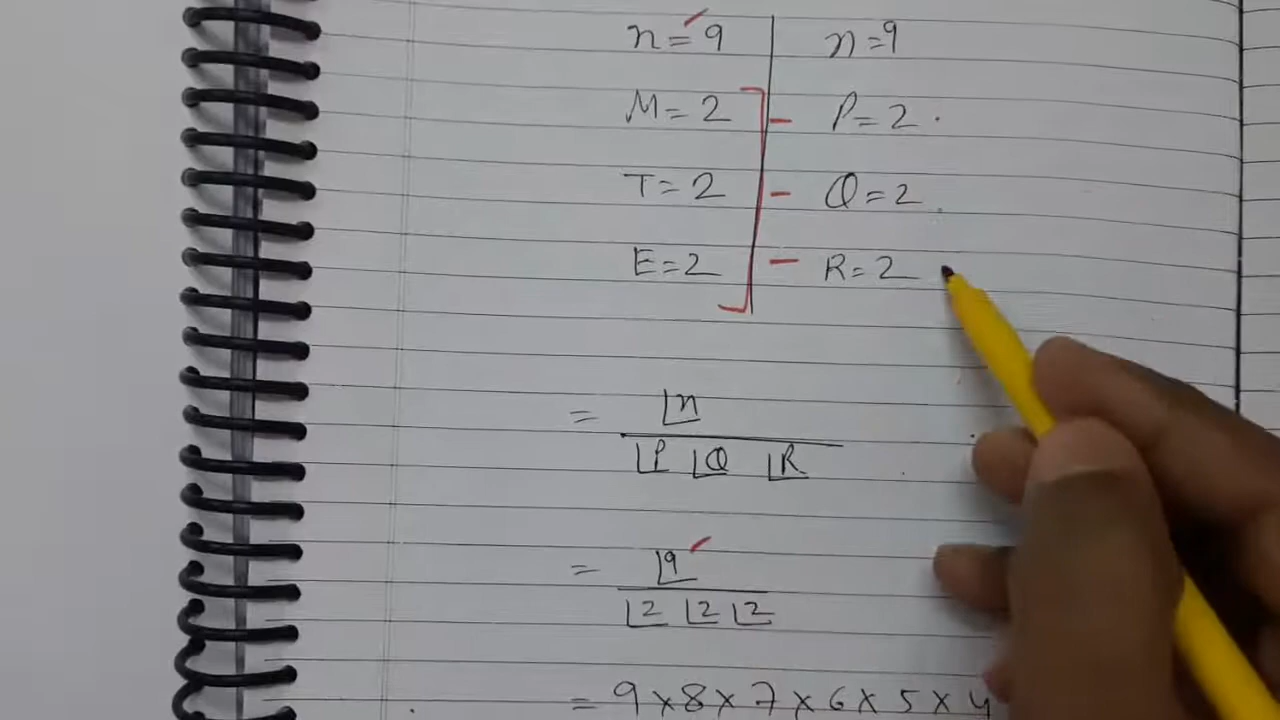 n = 9 n = 9
M = 2 - P = 2 .
T = 2 - Q = 2
E = 2 - R = 2
= |n
|P |Q |R
= |9
|2 |2 |2
= 9 x 8 x 7 x 6 x 5 x 4